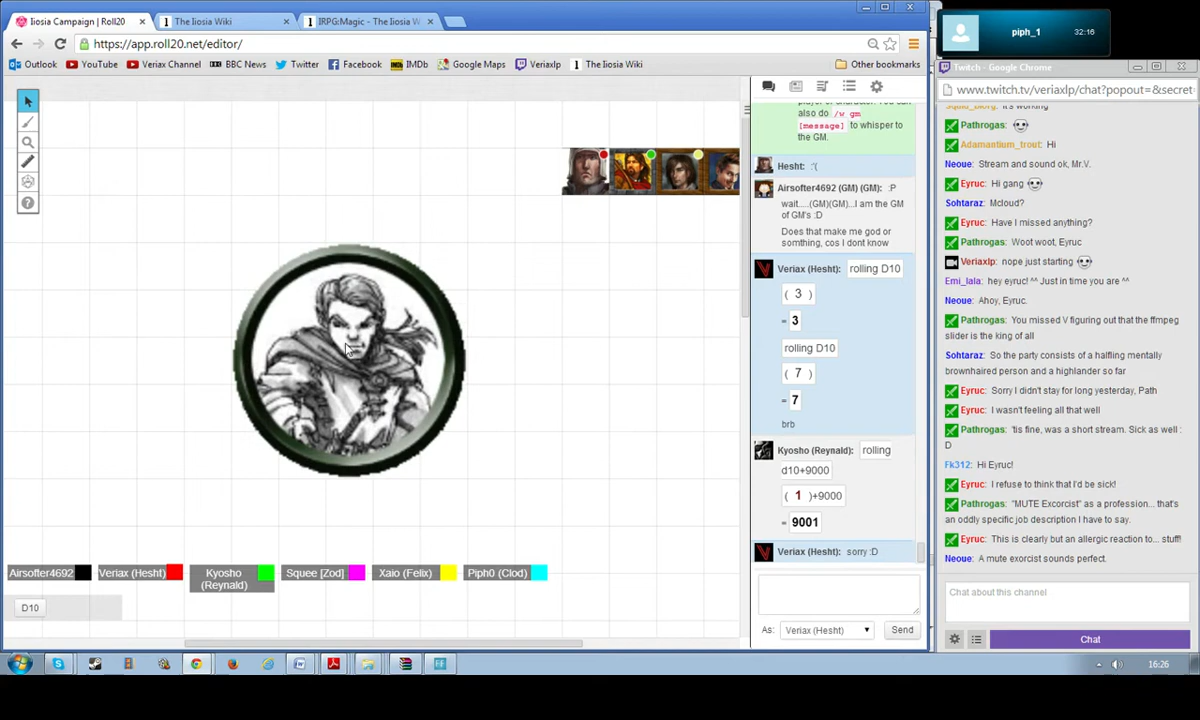 Iiosia Campaign | Roll20
The Iiosia Wiki
IRPG:Magic - The Iiosia W
https://app.roll20.net/editor/
Outlook
YouTube
Veriax Channel
BBC News
Twitter
Facebook
IMDb
Google Maps
Veriaxlp
The Iiosia Wiki
Other bookmarks
also do /w gm
[message] to whisper to
the GM.
Hesht: :'(
Airsofter4692 (GM) (GM): :P
wait.....(GM)(GM)...I am the GM
of GM's :D
Does that make me god or
somthing, cos I dont know
Veriax (Hesht): rolling D10
( 3 )
= 3
rolling D10
( 7 )
= 7
brb
Kyosho (Reynald): rolling
d10+9000
( 1 )+9000
= 9001
Veriax (Hesht): sorry :D
As: Veriax (Hesht)
Send
Airsofter4692
Veriax (Hesht)
Kyosho
(Reynald)
Squee [Zod]
Xaio (Felix)
Piph0 (Clod)
D10
piph_1
32:16
Twitch - Google Chrome
www.twitch.tv/veriaxlp/chat?popout=&secret
Pathrogas:
Adamantium_trout: Hi
Neoue: Stream and sound ok, Mr.V.
Eyruc: Hi gang
Sohtaraz: Mcloud?
Eyruc: Have I missed anything?
Pathrogas: Woot woot, Eyruc
Veriaxlp: nope just starting
Emi_lala: hey eyruc! ^^ Just in time you are ^^
Neoue: Ahoy, Eyruc.
Pathrogas: You missed V figuring out that the ffmpeg
slider is the king of all
Sohtaraz: So the party consists of a halfling mentally
brownhaired person and a highlander so far
Eyruc: Sorry I didn't stay for long yesterday, Path
Eyruc: I wasn't feeling all that well
Pathrogas: 'tis fine, was a short stream. Sick as well :
D
Fk312: Hi Eyruc!
Eyruc: I refuse to think that I'd be sick!
Pathrogas: "MUTE Excorcist" as a profession... that's
an oddly specific job description I have to say.
Eyruc: This is clearly but an allergic reaction to... stuff!
Neoue: A mute exorcist sounds perfect.
Chat about this channel
Chat
16:26